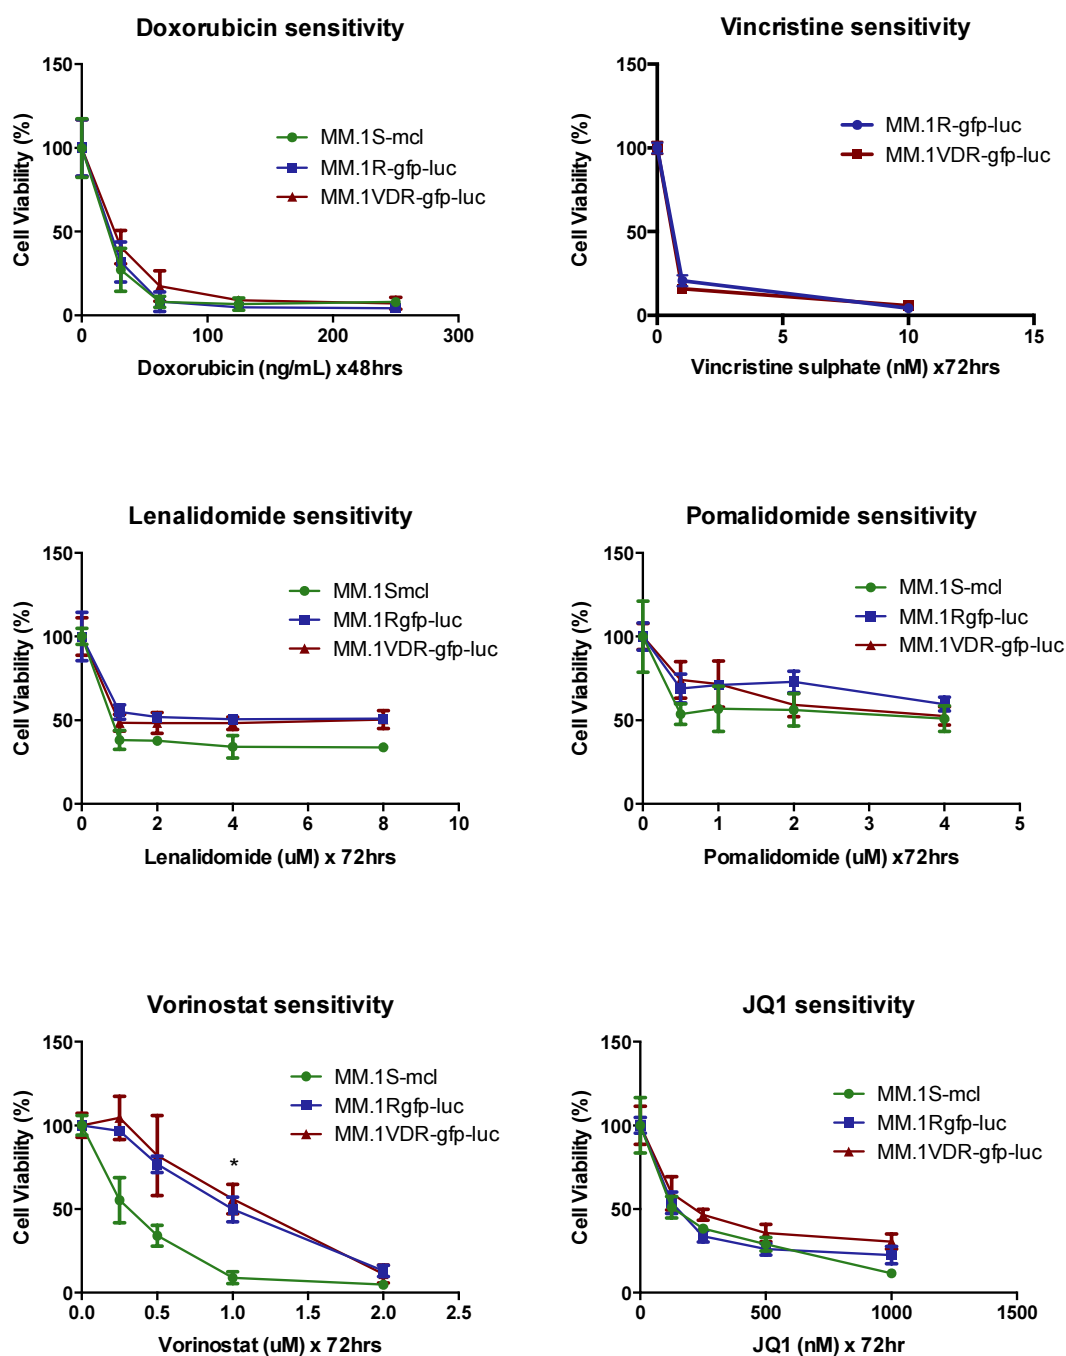 Doxorubicin sensitivity
Cell Viability (%)
150
100
50
0
0
100
200
300
Doxorubicin (ng/mL) x48hrs
MM.1S-mcl
MM.1R-gfp-luc
MM.1VDR-gfp-luc
Vincristine sensitivity
Cell Viability (%)
150
100
50
0
0
5
10
15
Vincristine sulphate (nM) x72hrs
MM.1R-gfp-luc
MM.1VDR-gfp-luc
Lenalidomide sensitivity
Cell Viability (%)
150
100
50
0
0
2
4
6
8
10
Lenalidomide (uM) x 72hrs
MM.1Smcl
MM.1Rgfp-luc
MM.1VDR-gfp-luc
Pomalidomide sensitivity
Cell Viability (%)
150
100
50
0
0
1
2
3
4
5
Pomalidomide (uM) x72hrs
MM.1S-mcl
MM.1Rgfp-luc
MM.1VDR-gfp-luc
Vorinostat sensitivity
Cell Viability (%)
150
100
50
0
0.0
0.5
1.0
1.5
2.0
2.5
Vorinostat (uM) x 72hrs
MM.1S-mcl
MM.1Rgfp-luc
MM.1VDR-gfp-luc
*
JQ1 sensitivity
Cell Viability (%)
150
100
50
0
0
500
1000
1500
JQ1 (nM) x 72hr
MM.1S-mcl
MM.1Rgfp-luc
MM.1VDR-gfp-luc